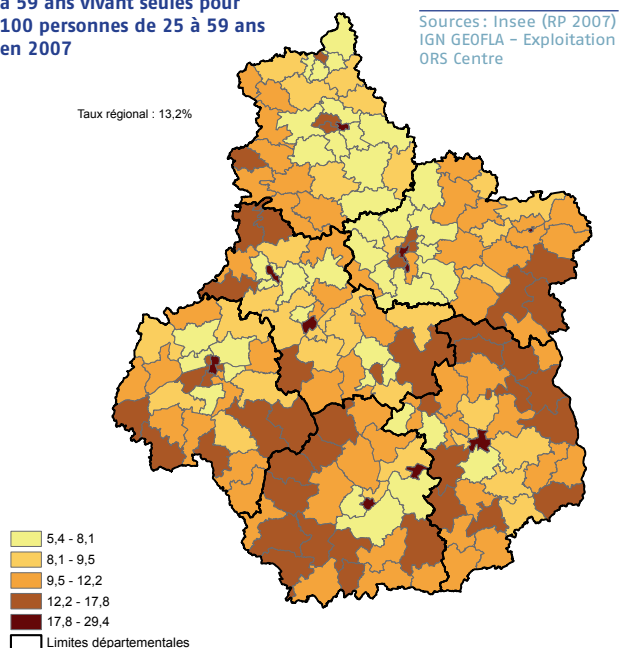 à 59 ans vivant seules pour
100 personnes de 25 à 59 ans
en 2007
Sources : Insee (RP 2007)
IGN GEOFLA – Exploitation
ORS Centre
Taux régional : 13,2%
5,4 - 8,1
8,1 - 9,5
9,5 - 12,2
12,2 - 17,8
17,8 - 29,4
Limites départementales